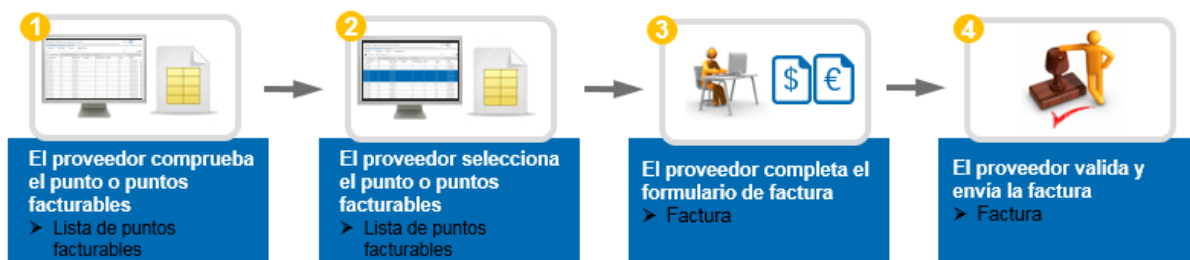 1
El proveedor comprueba
el punto o puntos
facturables
➤ Lista de puntos
facturables
2
El proveedor selecciona
el punto o puntos
facturables
➤ Lista de puntos
facturables
3
$ €
El proveedor completa el
formulario de factura
➤ Factura
4
El proveedor valida y
envía la factura
➤ Factura